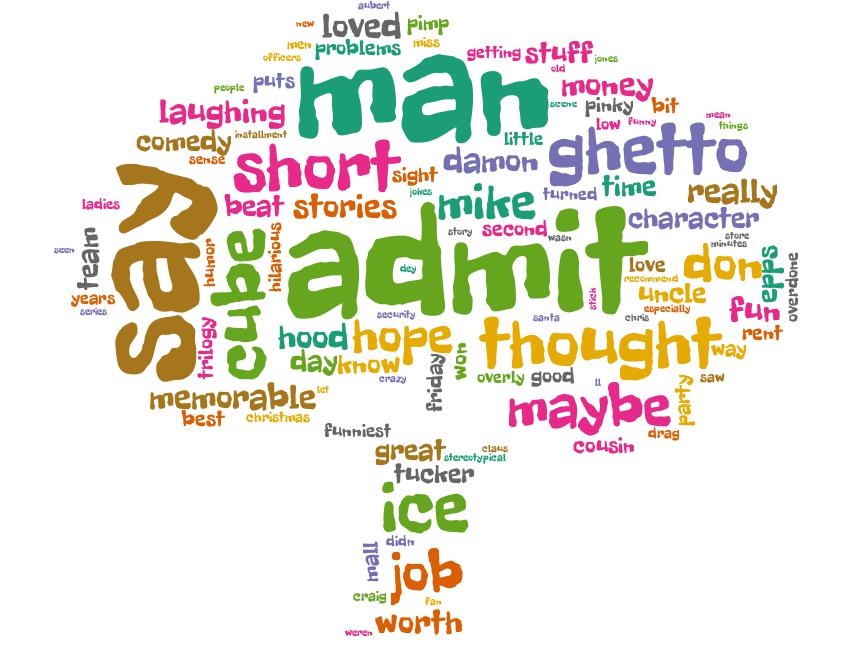 aubert
new loved pimp
men problems miss
officers getting stuff jones
old
people puts man money
scene pinky bit
laughing low funny mean
things
comedy installment little ghetto
sense short sight damon
jokes mike turned time really
ladies beat stories character
say story second wasn store
minutes
seen team humor cube hilarious admit love don epps overdone
dey recommend
years uncle
series security stick especially fun
trilogy santa chris rent
hood hope thought way
day know friday won
crazy overly good ll party saw
memorable let maybe
best christmas
funniest drag
great claus cousin
stereotypical
tucker
ice
didn
mall job
craig fan
weren worth